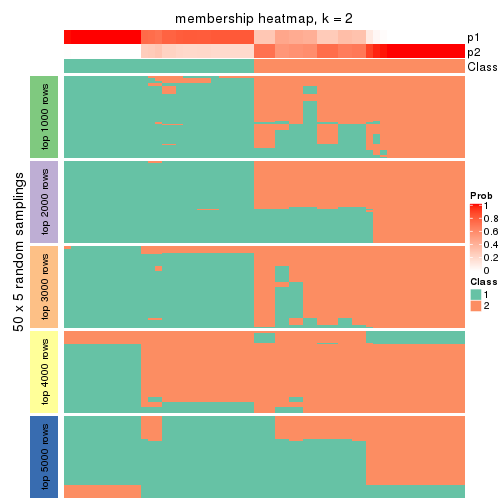 membership heatmap, k = 2
p1
p2
Class
50 x 5 random samplings
top 1000 rows
top 2000 rows
top 3000 rows
top 4000 rows
top 5000 rows
Prob
1
0.8
0.6
0.4
0.2
0
Class
1
2